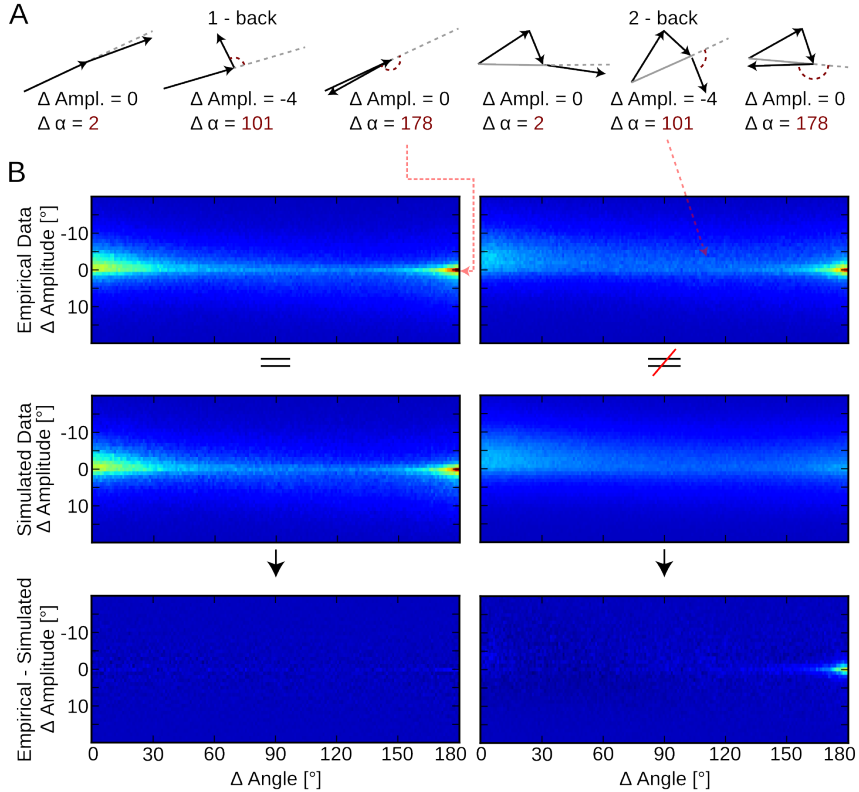 A
1 - back
2 - back
Δ Ampl. = 0
Δ α = 2
Δ Ampl. = -4
Δ α = 101
Δ Ampl. = 0
Δ α = 178
Δ Ampl. = 0
Δ α = 2
Δ Ampl. = -4
Δ α = 101
Δ Ampl. = 0
Δ α = 178
B
Empirical Data
Δ Amplitude [°]
-10
0
10
=
≠
Simulated Data
Δ Amplitude [°]
-10
0
10
Empirical - Simulated
Δ Amplitude [°]
-10
0
10
0 30 60 90 120 150 180
0 30 60 90 120 150 180
Δ Angle [°]
Δ Angle [°]